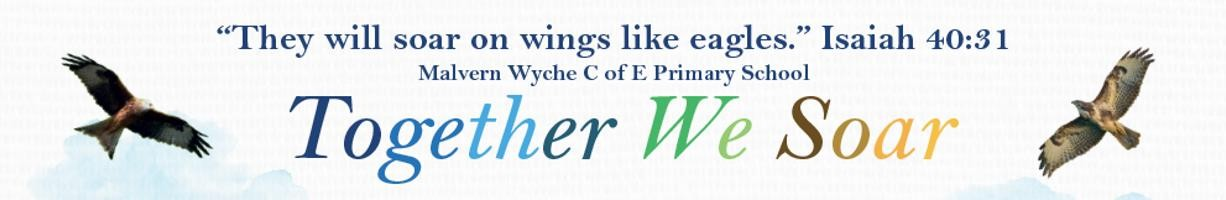 “They will soar on wings like eagles.” Isaiah 40:31
Malvern Wyche C of E Primary School
Together We Soar